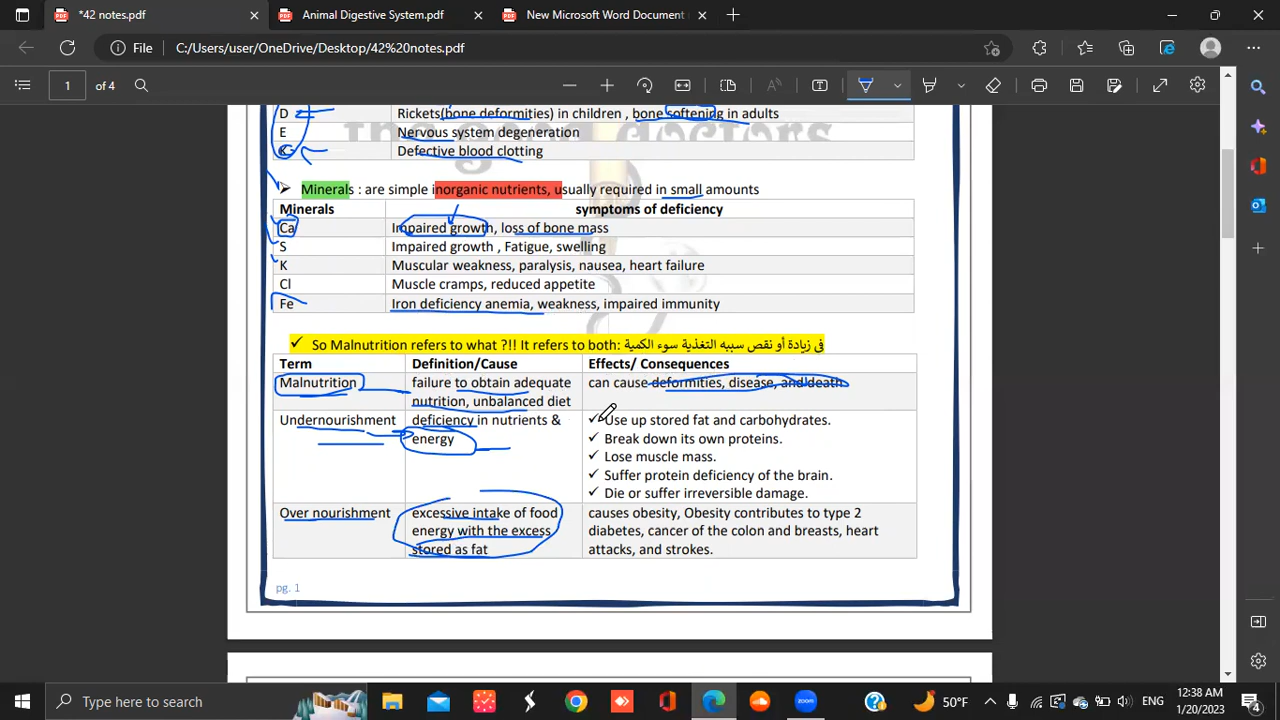 *42 notes.pdf
Animal Digestive System.pdf
New Microsoft Word Document
File C:/Users/user/OneDrive/Desktop/42%20notes.pdf
1 of 4
D Rickets(bone deformities) in children , bone softening in adults
E Nervous system degeneration
K Defective blood clotting
Minerals : are simple inorganic nutrients, usually required in small amounts
Minerals symptoms of deficiency
Ca Impaired growth, loss of bone mass
S Impaired growth , Fatigue, swelling
K Muscular weakness, paralysis, nausea, heart failure
Cl Muscle cramps, reduced appetite
Fe Iron deficiency anemia, weakness, impaired immunity
So Malnutrition refers to what ?!! It refers to both: سوء التغذية سببه نقص أو زيادة في الكمية
Term Definition/Cause Effects/ Consequences
Malnutrition failure to obtain adequate nutrition, unbalanced diet can cause deformities, disease, and death
Undernourishment deficiency in nutrients & energy
Use up stored fat and carbohydrates.
Break down its own proteins.
Lose muscle mass.
Suffer protein deficiency of the brain.
Die or suffer irreversible damage.
Over nourishment excessive intake of food energy with the excess stored as fat
causes obesity, Obesity contributes to type 2
diabetes, cancer of the colon and breasts, heart
attacks, and strokes.
pg. 1
Type here to search
50°F
ENG
12:38 AM
1/20/2023